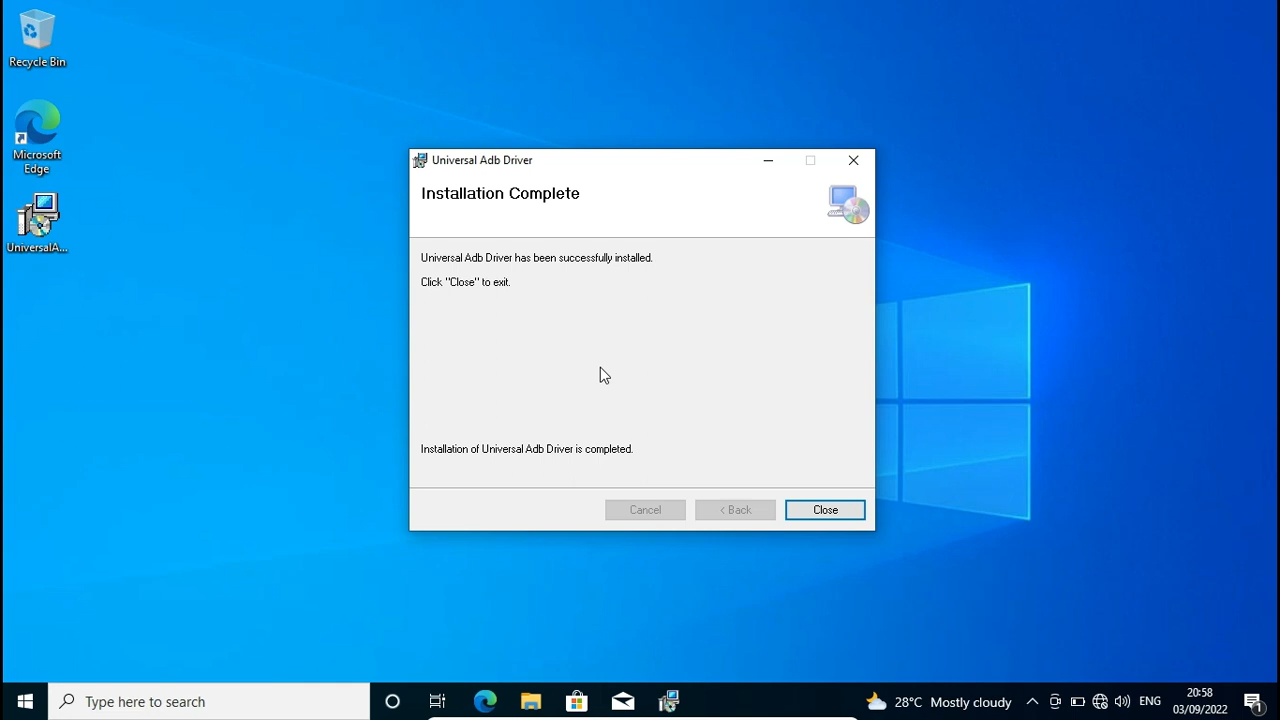 Recycle Bin
Microsoft
Edge
UniversalA...
Universal Adb Driver
Installation Complete
Universal Adb Driver has been successfully installed.
Click "Close" to exit.
Installation of Universal Adb Driver is completed.
Cancel
< Back
Close
Type here to search
28°C Mostly cloudy
ENG
20:58
03/09/2022
1